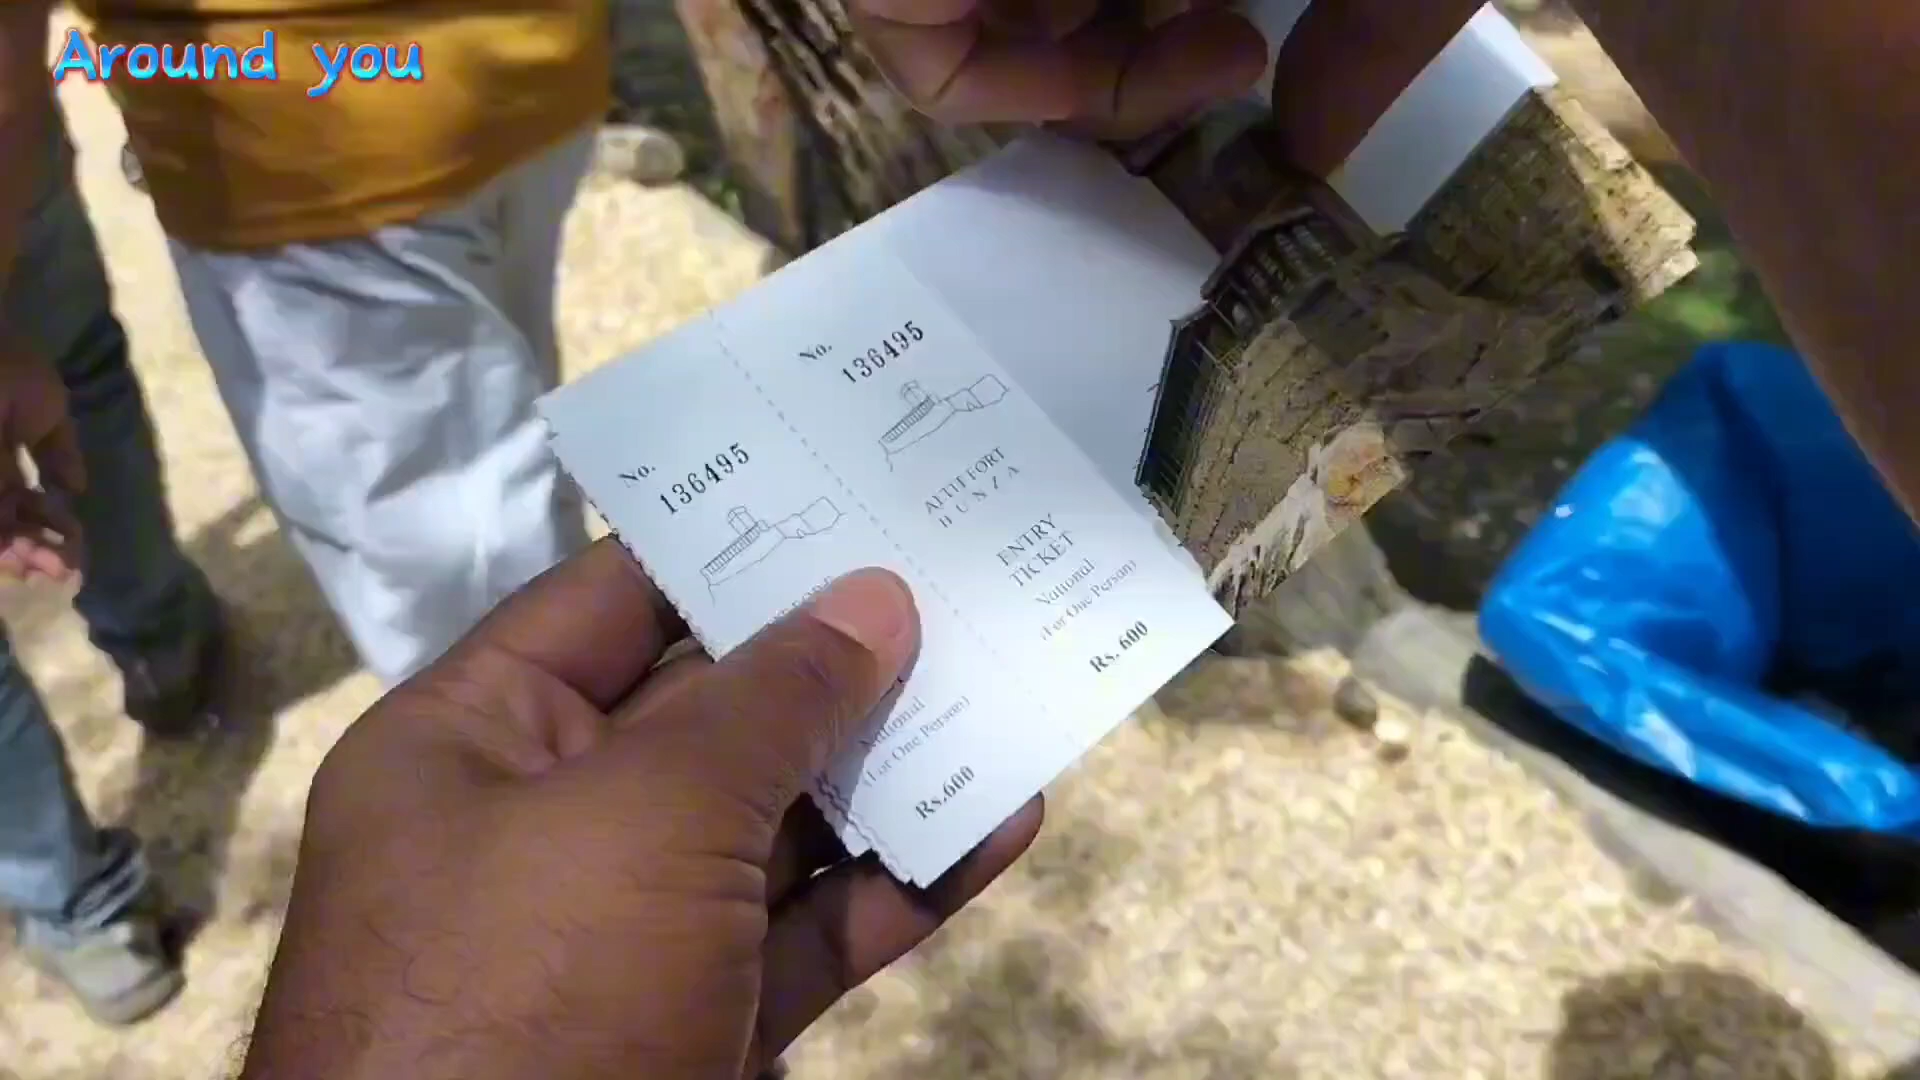 Around you
No.
136495
National
(For One Person)
Rs.600
No.
136495
ALTIT FORT
HUNZA
ENTRY
TICKET
National
(For One Person)
Rs. 600